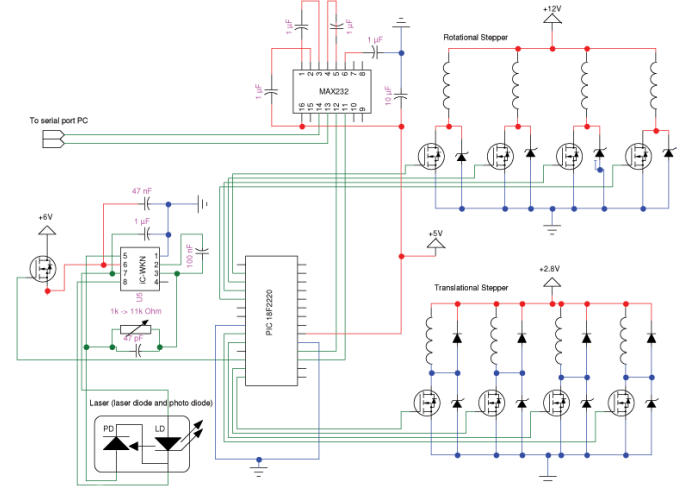 +12V
1 µF
1 µF
1 µF
Rotational Stepper
1 2 3 4 5 6 7 8
MAX232
16 15 14 13 12 11 10 9
1 µF
10 µF
To serial port PC
47 nF
+6V
1 µF
+5V
5 1
6 2
7 3
8 4
iC-WKN
100 nF
U5
+2.8V
Translational Stepper
1k -> 11k Ohm
47 pF
PIC 18F2220
Laser (laser diode and photo diode)
PD LD